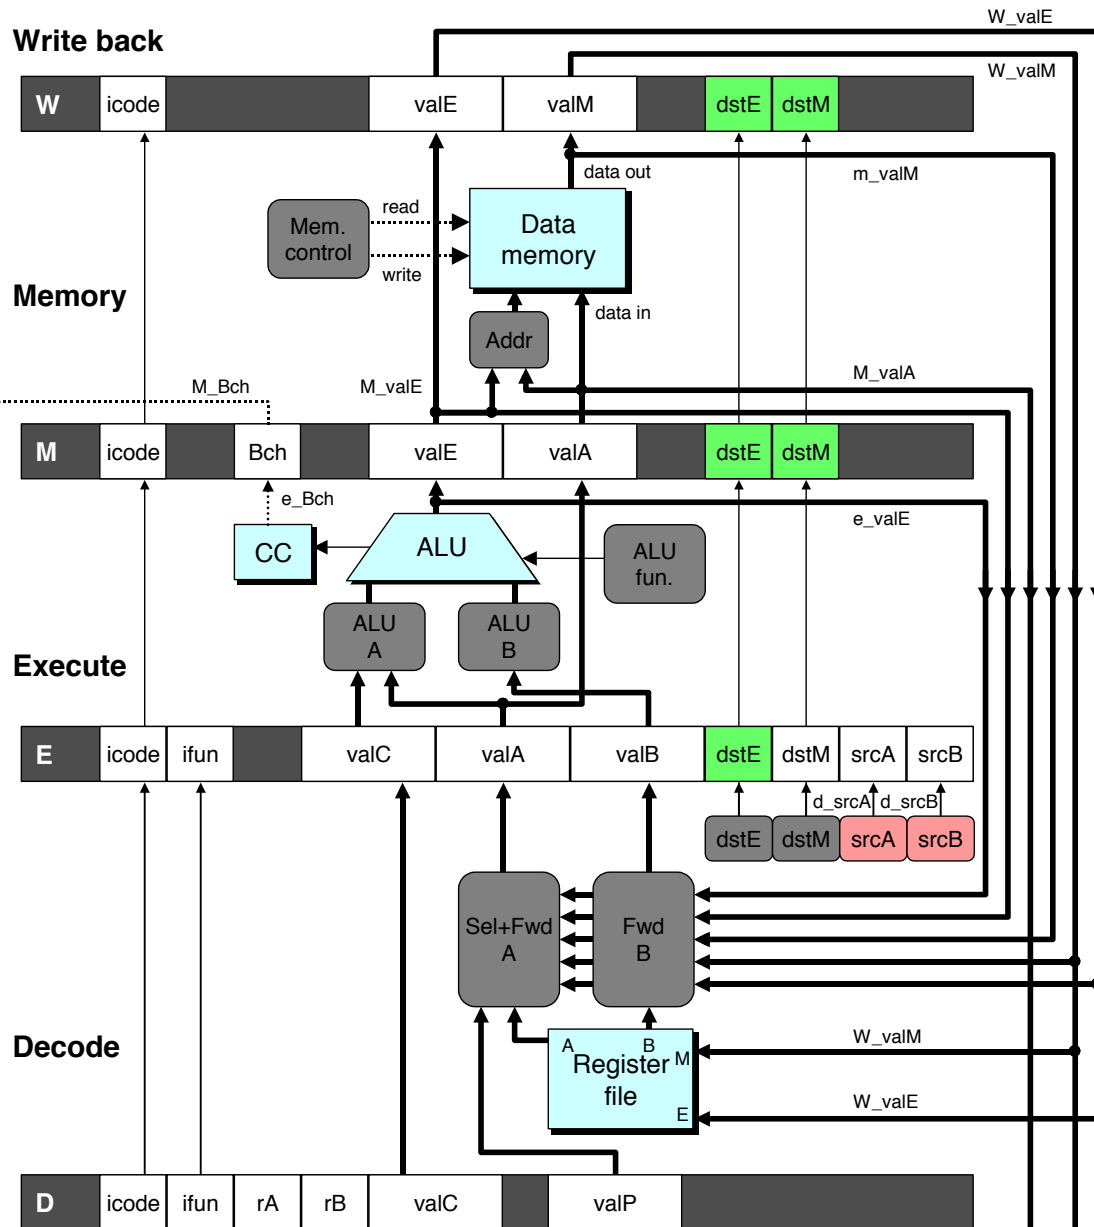 W_valE
Write back
W_valM
W
icode
valE
valM
dstE
dstM
data out
m_valM
read
Mem.
control
Data
memory
write
Memory
data in
Addr
M_Bch
M_valE
M_valA
M
icode
Bch
valE
valA
dstE
dstM
e_Bch
e_valE
CC
ALU
ALU
fun.
ALU
A
ALU
B
Execute
E
icode
ifun
valC
valA
valB
dstE
dstM
srcA
srcB
d_srcA
d_srcB
dstE
dstM
srcA
srcB
Sel+Fwd
A
Fwd
B
Decode
A
B
M
Register
file
E
W_valM
W_valE
D
icode
ifun
rA
rB
valC
valP